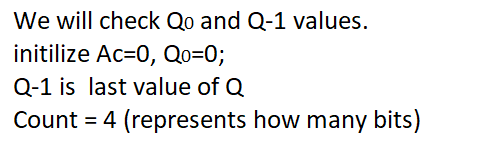 We will check Q0 and Q-1 values.
initilize Ac=0, Q0=0;
Q-1 is last value of Q
Count = 4 (represents how many bits)